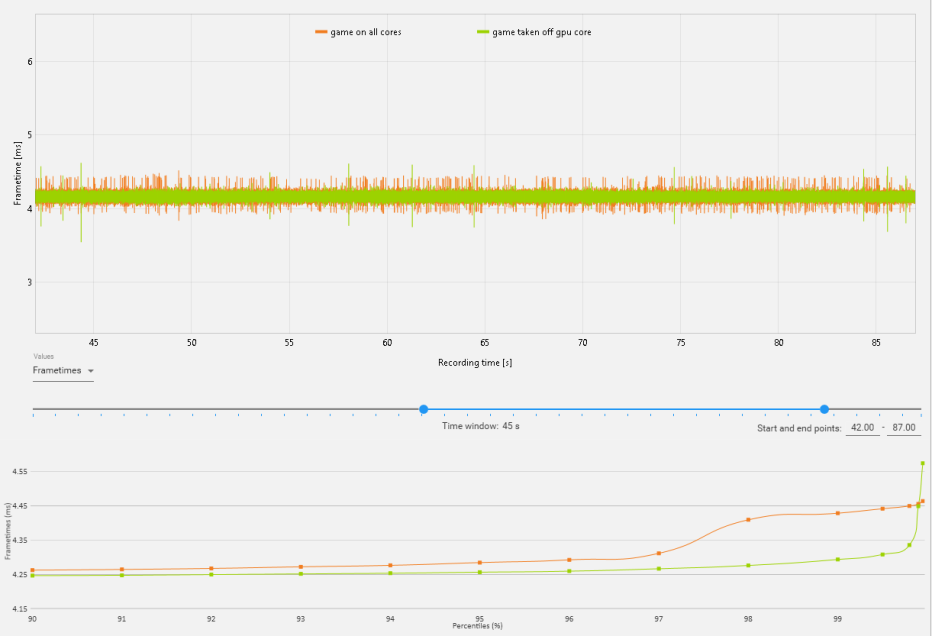 game on all cores game taken off gpu core
6
5
4
3
Frametime [ms]
45 50 55 60 65 70 75 80 85
Recording time [s]
Values
Frametimes
Time window: 45 s
Start and end points: 42.00 - 87.00
4.55
4.45
4.35
4.25
4.15
Frametimes (ms)
90 91 92 93 94 95 96 97 98 99
Percentiles (%)